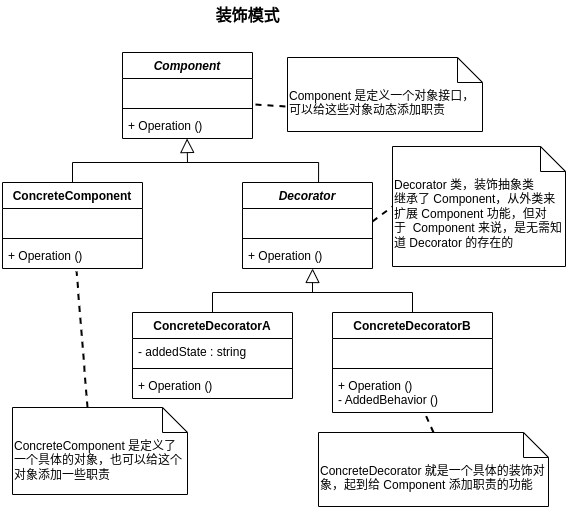 装饰模式
Component
+ Operation ()
Component 是定义一个对象接口，
可以给这些对象动态添加职责
ConcreteComponent
+ Operation ()
Decorator
+ Operation ()
Decorator 类，装饰抽象类
继承了 Component，从外类来
扩展 Component 功能，但对
于 Component 来说，是无需知
道 Decorator 的存在的
ConcreteDecoratorA
- addedState : string
+ Operation ()
ConcreteDecoratorB
+ Operation ()
- AddedBehavior ()
ConcreteComponent 是定义了
一个具体的对象，也可以给这个
对象添加一些职责
ConcreteDecorator 就是一个具体的装饰对
象，起到给 Component 添加职责的功能